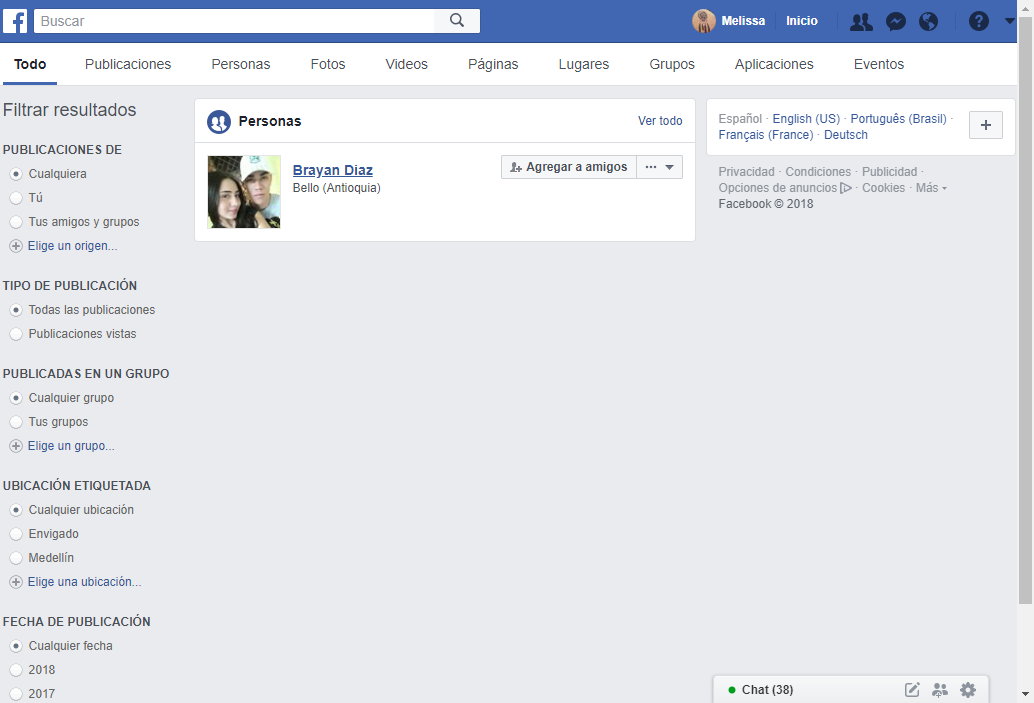 f
Buscar
Melissa
Inicio
?
Todo
Publicaciones
Personas
Fotos
Videos
Páginas
Lugares
Grupos
Aplicaciones
Eventos
Filtrar resultados
PUBLICACIONES DE
Cualquiera
Tú
Tus amigos y grupos
Elige un origen...
TIPO DE PUBLICACIÓN
Todas las publicaciones
Publicaciones vistas
PUBLICADAS EN UN GRUPO
Cualquier grupo
Tus grupos
Elige un grupo...
UBICACIÓN ETIQUETADA
Cualquier ubicación
Envigado
Medellín
Elige una ubicación...
FECHA DE PUBLICACIÓN
Cualquier fecha
2018
2017
Personas
Ver todo
Brayan Diaz
Bello (Antioquia)
Agregar a amigos
Español · English (US) · Português (Brasil) ·
Français (France) · Deutsch
Privacidad · Condiciones · Publicidad ·
Opciones de anuncios · Cookies · Más
Facebook © 2018
Chat (38)